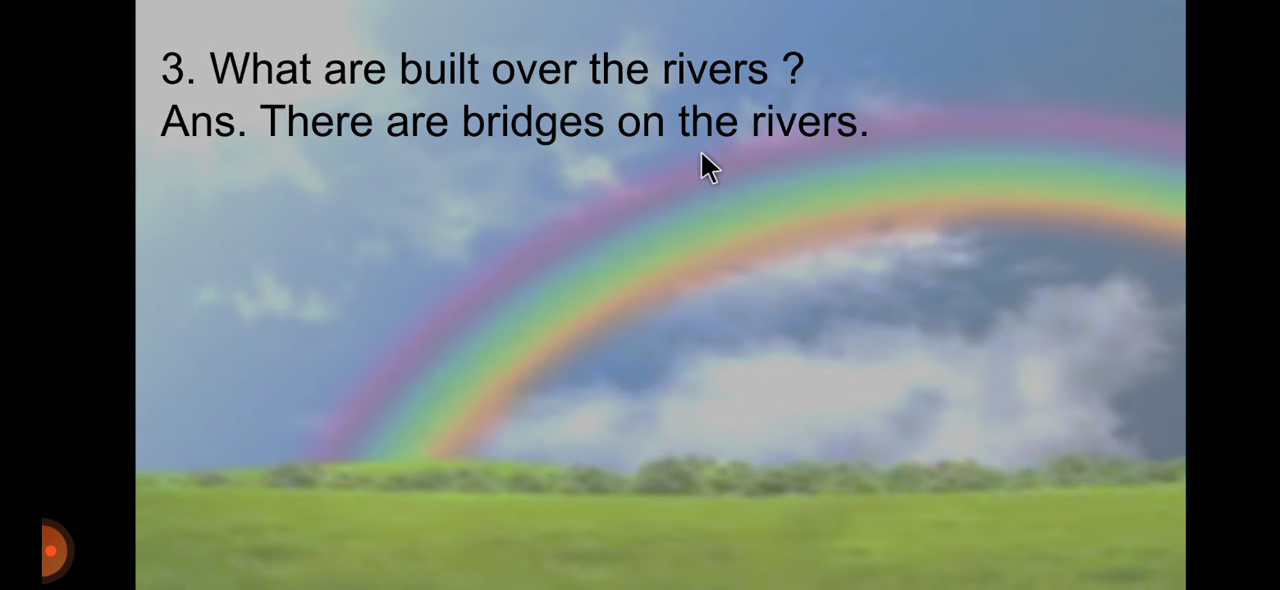 3. What are built over the rivers ?
Ans. There are bridges on the rivers.